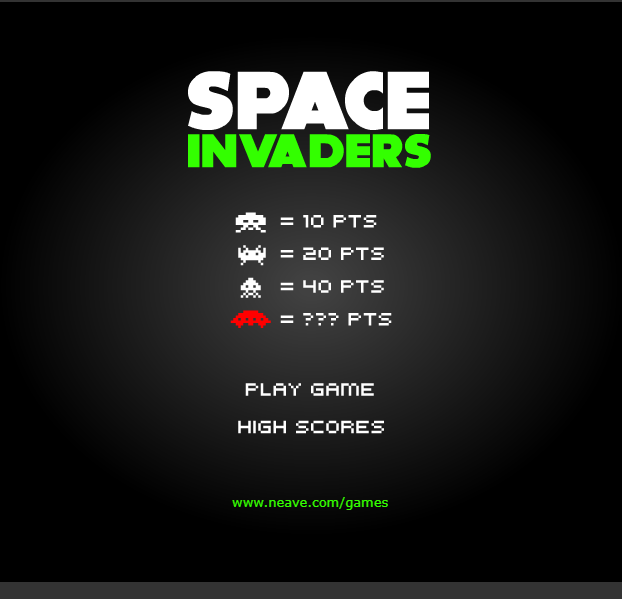 SPACE
INVADERS
= 10 PTS
= 20 PTS
= 40 PTS
= ??? PTS
PLAY GAME
HIGH SCORES
www.neave.com/games